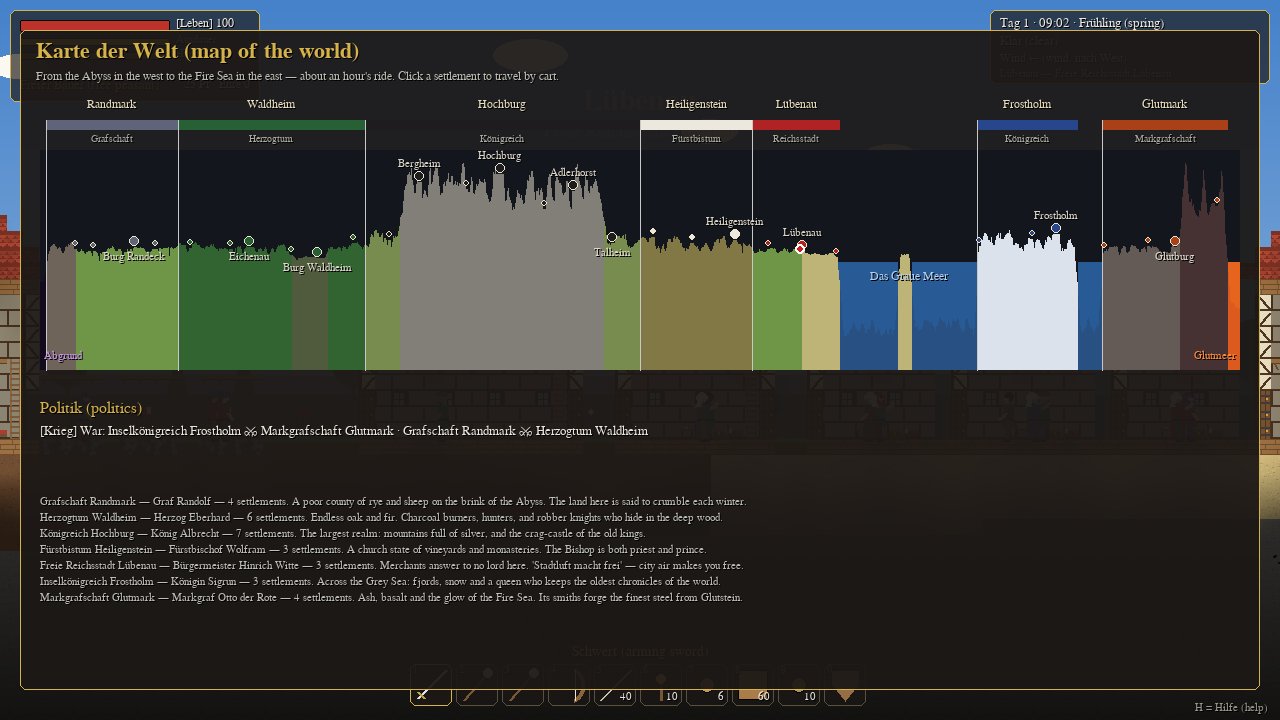 [Leben] 100
Tag 1 · 09:02 · Frühling (spring)
Karte der Welt (map of the world)
From the Abyss in the west to the Fire Sea in the east — about an hour's ride. Click a settlement to travel by cart.
Randmark Waldheim Hochburg Heiligenstein Lübenau Frostholm Glutmark
Grafschaft Herzogtum Königreich Fürstbistum Reichsstadt Königreich Markgrafschaft
Hochburg
Bergheim
Adlerhorst
Frostholm
Heiligenstein
Lübenau
Talheim
Burg Randeck Eichenau Glutburg
Burg Waldheim
Das Graue Meer
Abgrund Glutmeer
Politik (politics)
[Krieg] War: Inselkönigreich Frostholm ⚔ Markgrafschaft Glutmark · Grafschaft Randmark ⚔ Herzogtum Waldheim
Grafschaft Randmark — Graf Randolf — 4 settlements. A poor county of rye and sheep on the brink of the Abyss. The land here is said to crumble each winter.
Herzogtum Waldheim — Herzog Eberhard — 6 settlements. Endless oak and fir. Charcoal burners, hunters, and robber knights who hide in the deep wood.
Königreich Hochburg — König Albrecht — 7 settlements. The largest realm: mountains full of silver, and the crag-castle of the old kings.
Fürstbistum Heiligenstein — Fürstbischof Wolfram — 3 settlements. A church state of vineyards and monasteries. The Bishop is both priest and prince.
Freie Reichsstadt Lübenau — Bürgermeister Hinrich Witte — 3 settlements. Merchants answer to no lord here. 'Stadtluft macht frei' — city air makes you free.
Inselkönigreich Frostholm — Königin Sigrun — 3 settlements. Across the Grey Sea: fjords, snow and a queen who keeps the oldest chronicles of the world.
Markgrafschaft Glutmark — Markgraf Otto der Rote — 4 settlements. Ash, basalt and the glow of the Fire Sea. Its smiths forge the finest steel from Glutstein.
Schwert (arming sword)
40 10 6 60 10
H = Hilfe (help)